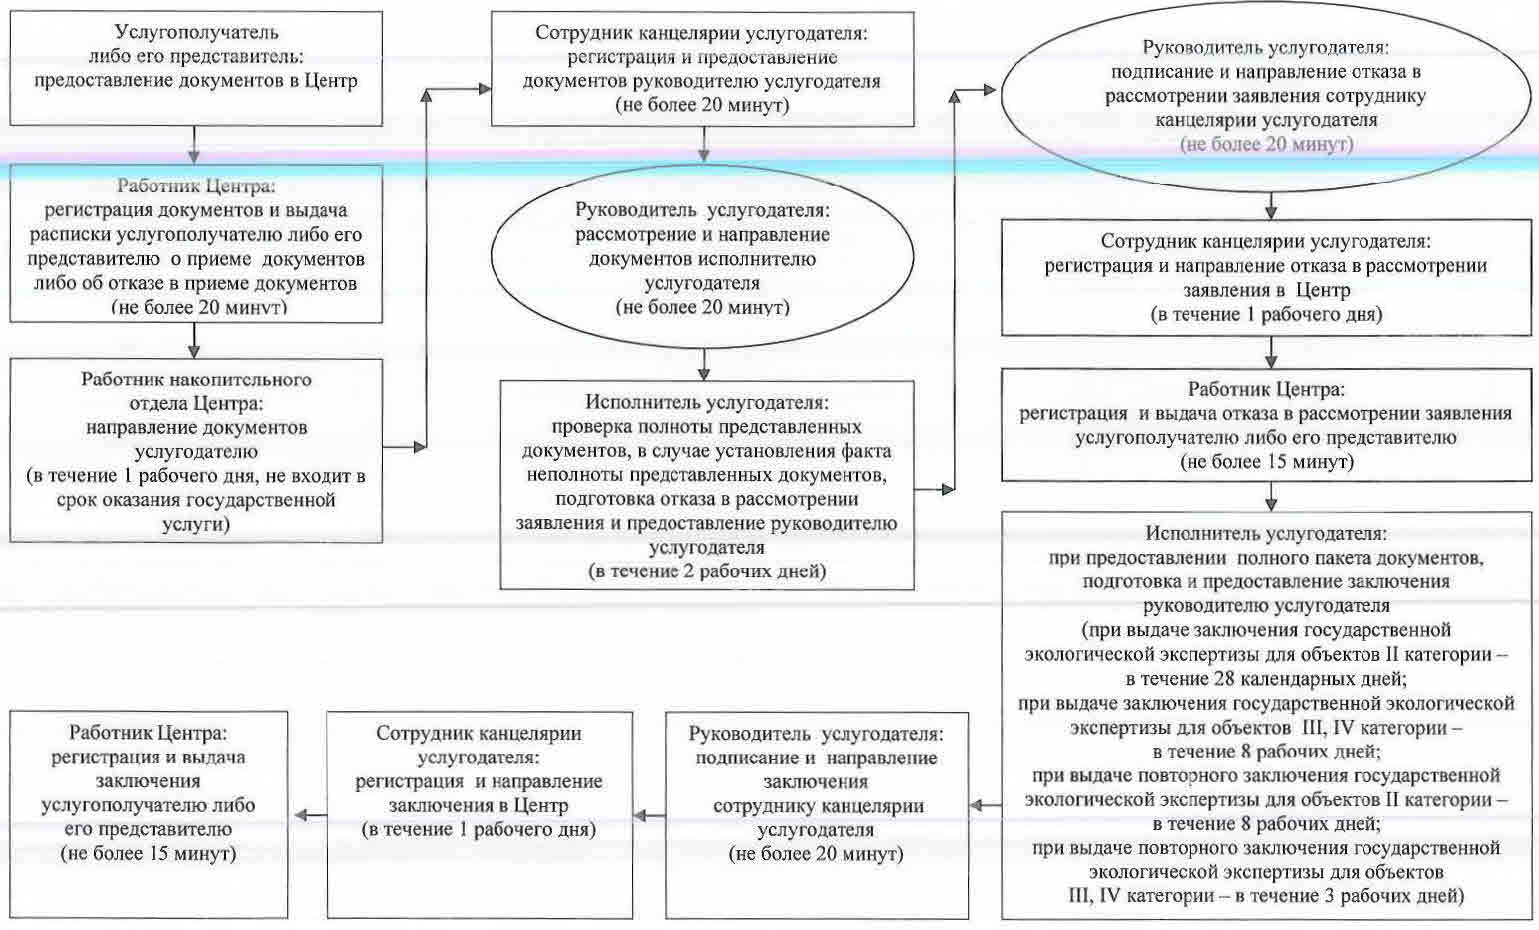 Услугополучатель
либо его представитель:
предоставление документов в Центр
Работник Центра:
регистрация документов и выдача
расписки услугополучателю либо его
представителю о приеме документов
либо об отказе в приеме документов
(не более 20 минут)
Работник накопительного
отдела Центра:
направление документов
услугодателю
(в течение 1 рабочего дня, не входит в
срок оказания государственной
услуги)
Сотрудник канцелярии услугодателя:
регистрация и предоставление
документов руководителю услугодателя
(не более 20 минут)
Руководитель услугодателя:
рассмотрение и направление
документов исполнителю
услугодателя
(не более 20 минут)
Исполнитель услугодателя:
проверка полноты представленных
документов, в случае установления факта
неполноты представленных документов,
подготовка отказа в рассмотрении
заявления и предоставление руководителю
услугодателя
(в течение 2 рабочих дней)
Руководитель услугодателя:
подписание и направление отказа в
рассмотрении заявления сотруднику
канцелярии услугодателя
(не более 20 минут)
Сотрудник канцелярии услугодателя:
регистрация и направление отказа в рассмотрении
заявления в Центр
(в течение 1 рабочего дня)
Работник Центра:
регистрация и выдача отказа в рассмотрении заявления
услугополучателю либо его представителю
(не более 15 минут)
Исполнитель услугодателя:
при предоставлении полного пакета документов,
подготовка и предоставление заключения
руководителю услугодателя
(при выдаче заключения государственной
экологической экспертизы для объектов II категории –
в течение 28 календарных дней;
при выдаче заключения государственной экологической
экспертизы для объектов III, IV категории –
в течение 8 рабочих дней;
при выдаче повторного заключения государственной
экологической экспертизы для объектов II категории –
в течение 8 рабочих дней;
при выдаче повторного заключения государственной
экологической экспертизы для объектов
III, IV категории – в течение 3 рабочих дней)
Руководитель услугодателя:
подписание и направление
заключения
сотруднику канцелярии
услугодателя
(не более 20 минут)
Сотрудник канцелярии
услугодателя:
регистрация и направление
заключения в Центр
(в течение 1 рабочего дня)
Работник Центра:
регистрация и выдача
заключения
услугополучателю либо
его представителю
(не более 15 минут)